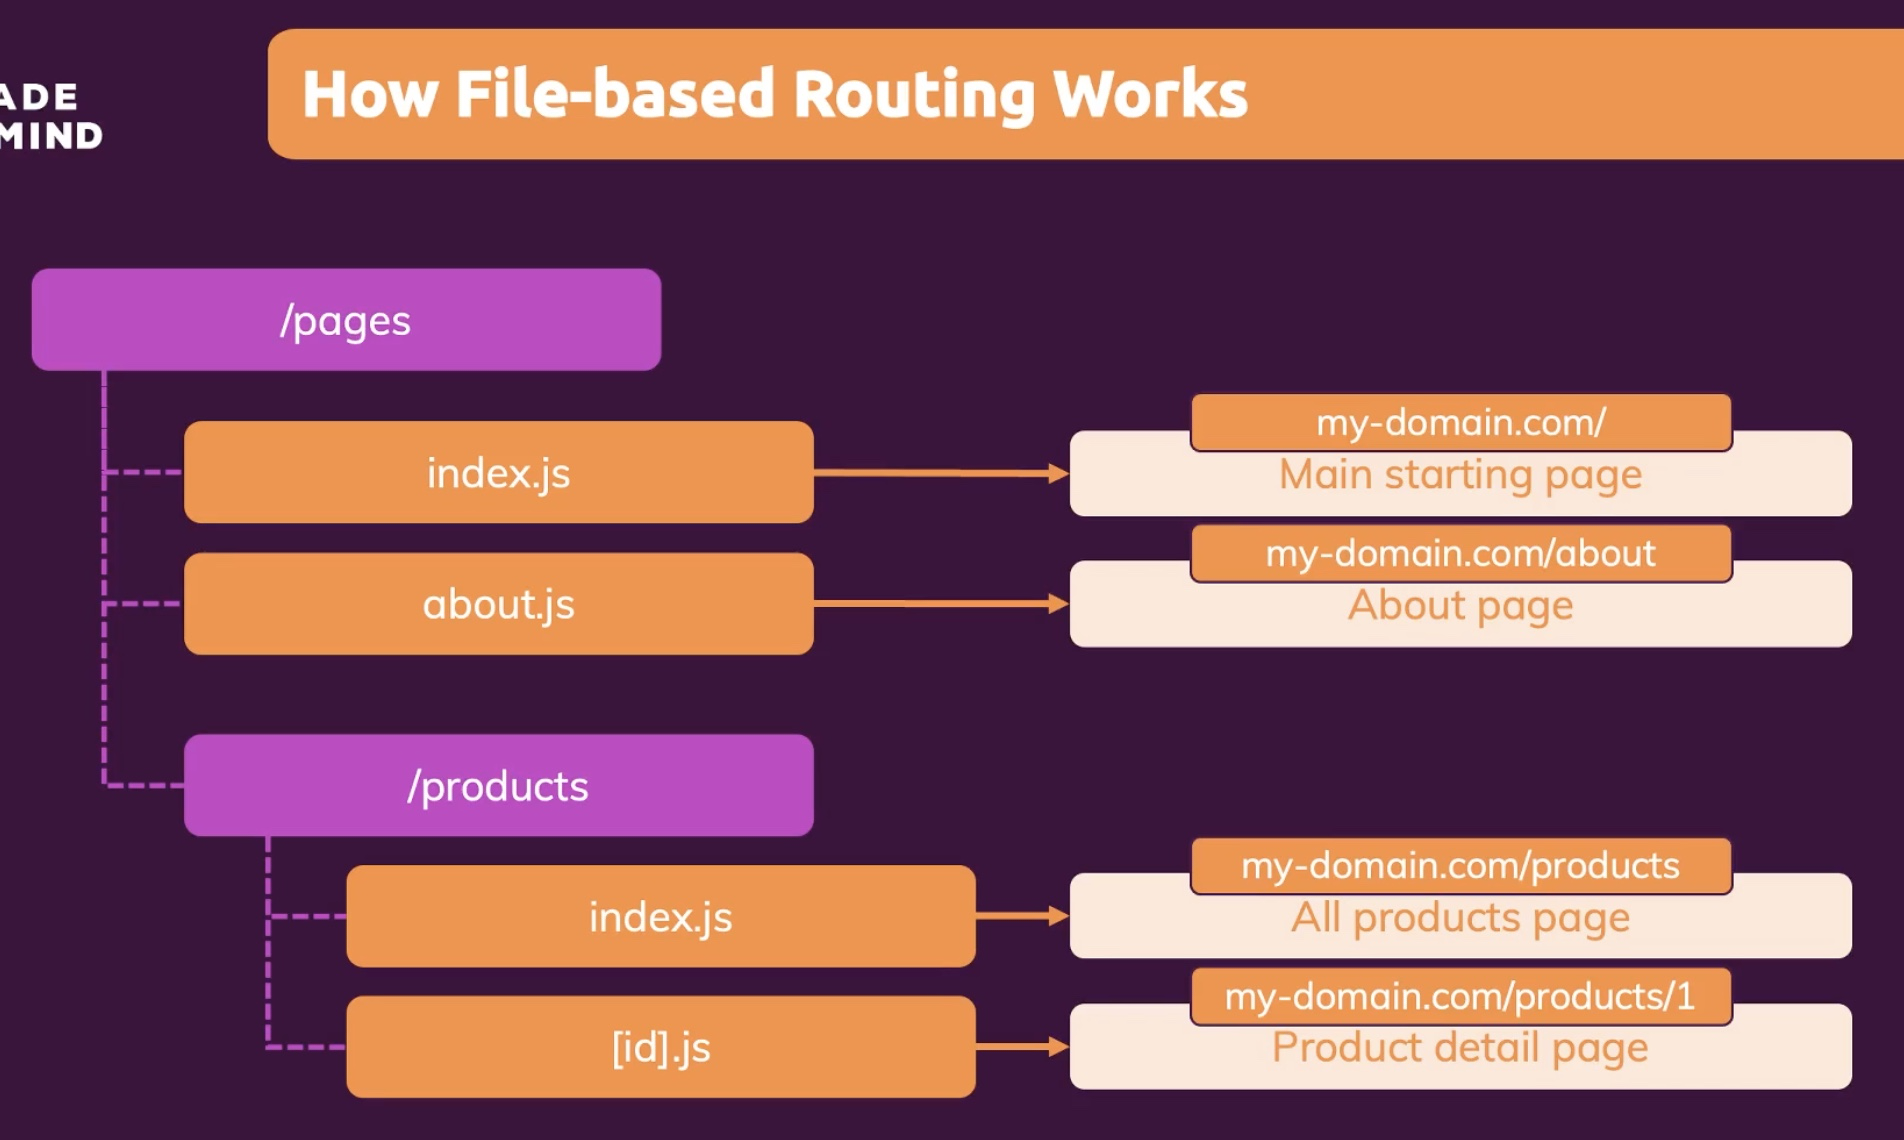 ADE
MIND
How File-based Routing Works
/pages
index.js
my-domain.com/
Main starting page
about.js
my-domain.com/about
About page
/products
index.js
my-domain.com/products
All products page
[id].js
my-domain.com/products/1
Product detail page